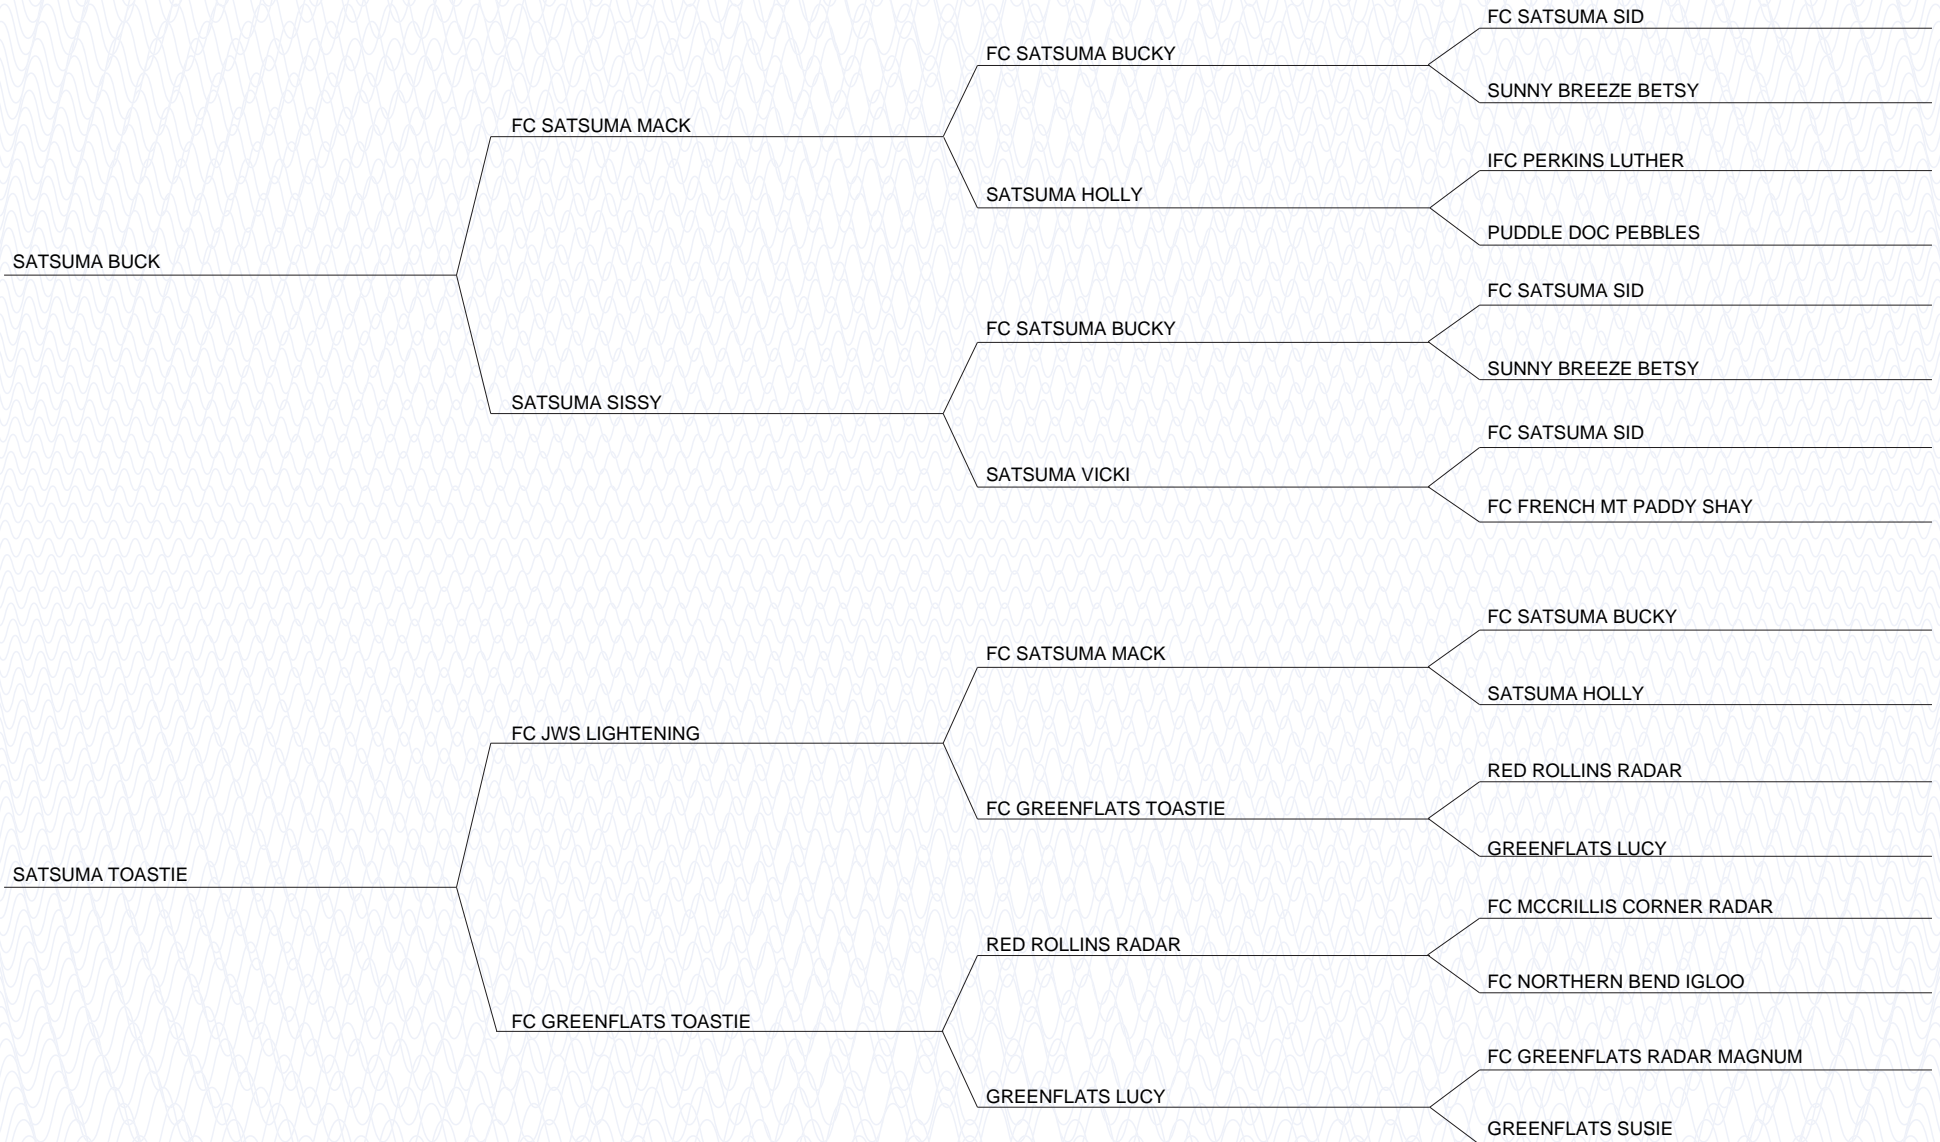 FC SATSUMA SID
FC SATSUMA BUCKY
SUNNY BREEZE BETSY
FC SATSUMA MACK
IFC PERKINS LUTHER
SATSUMA HOLLY
PUDDLE DOC PEBBLES
SATSUMA BUCK
FC SATSUMA SID
FC SATSUMA BUCKY
SUNNY BREEZE BETSY
SATSUMA SISSY
FC SATSUMA SID
SATSUMA VICKI
FC FRENCH MT PADDY SHAY
FC SATSUMA BUCKY
FC SATSUMA MACK
SATSUMA HOLLY
FC JWS LIGHTENING
RED ROLLINS RADAR
FC GREENFLATS TOASTIE
GREENFLATS LUCY
SATSUMA TOASTIE
FC MCCRILLIS CORNER RADAR
RED ROLLINS RADAR
FC NORTHERN BEND IGLOO
FC GREENFLATS TOASTIE
FC GREENFLATS RADAR MAGNUM
GREENFLATS LUCY
GREENFLATS SUSIE